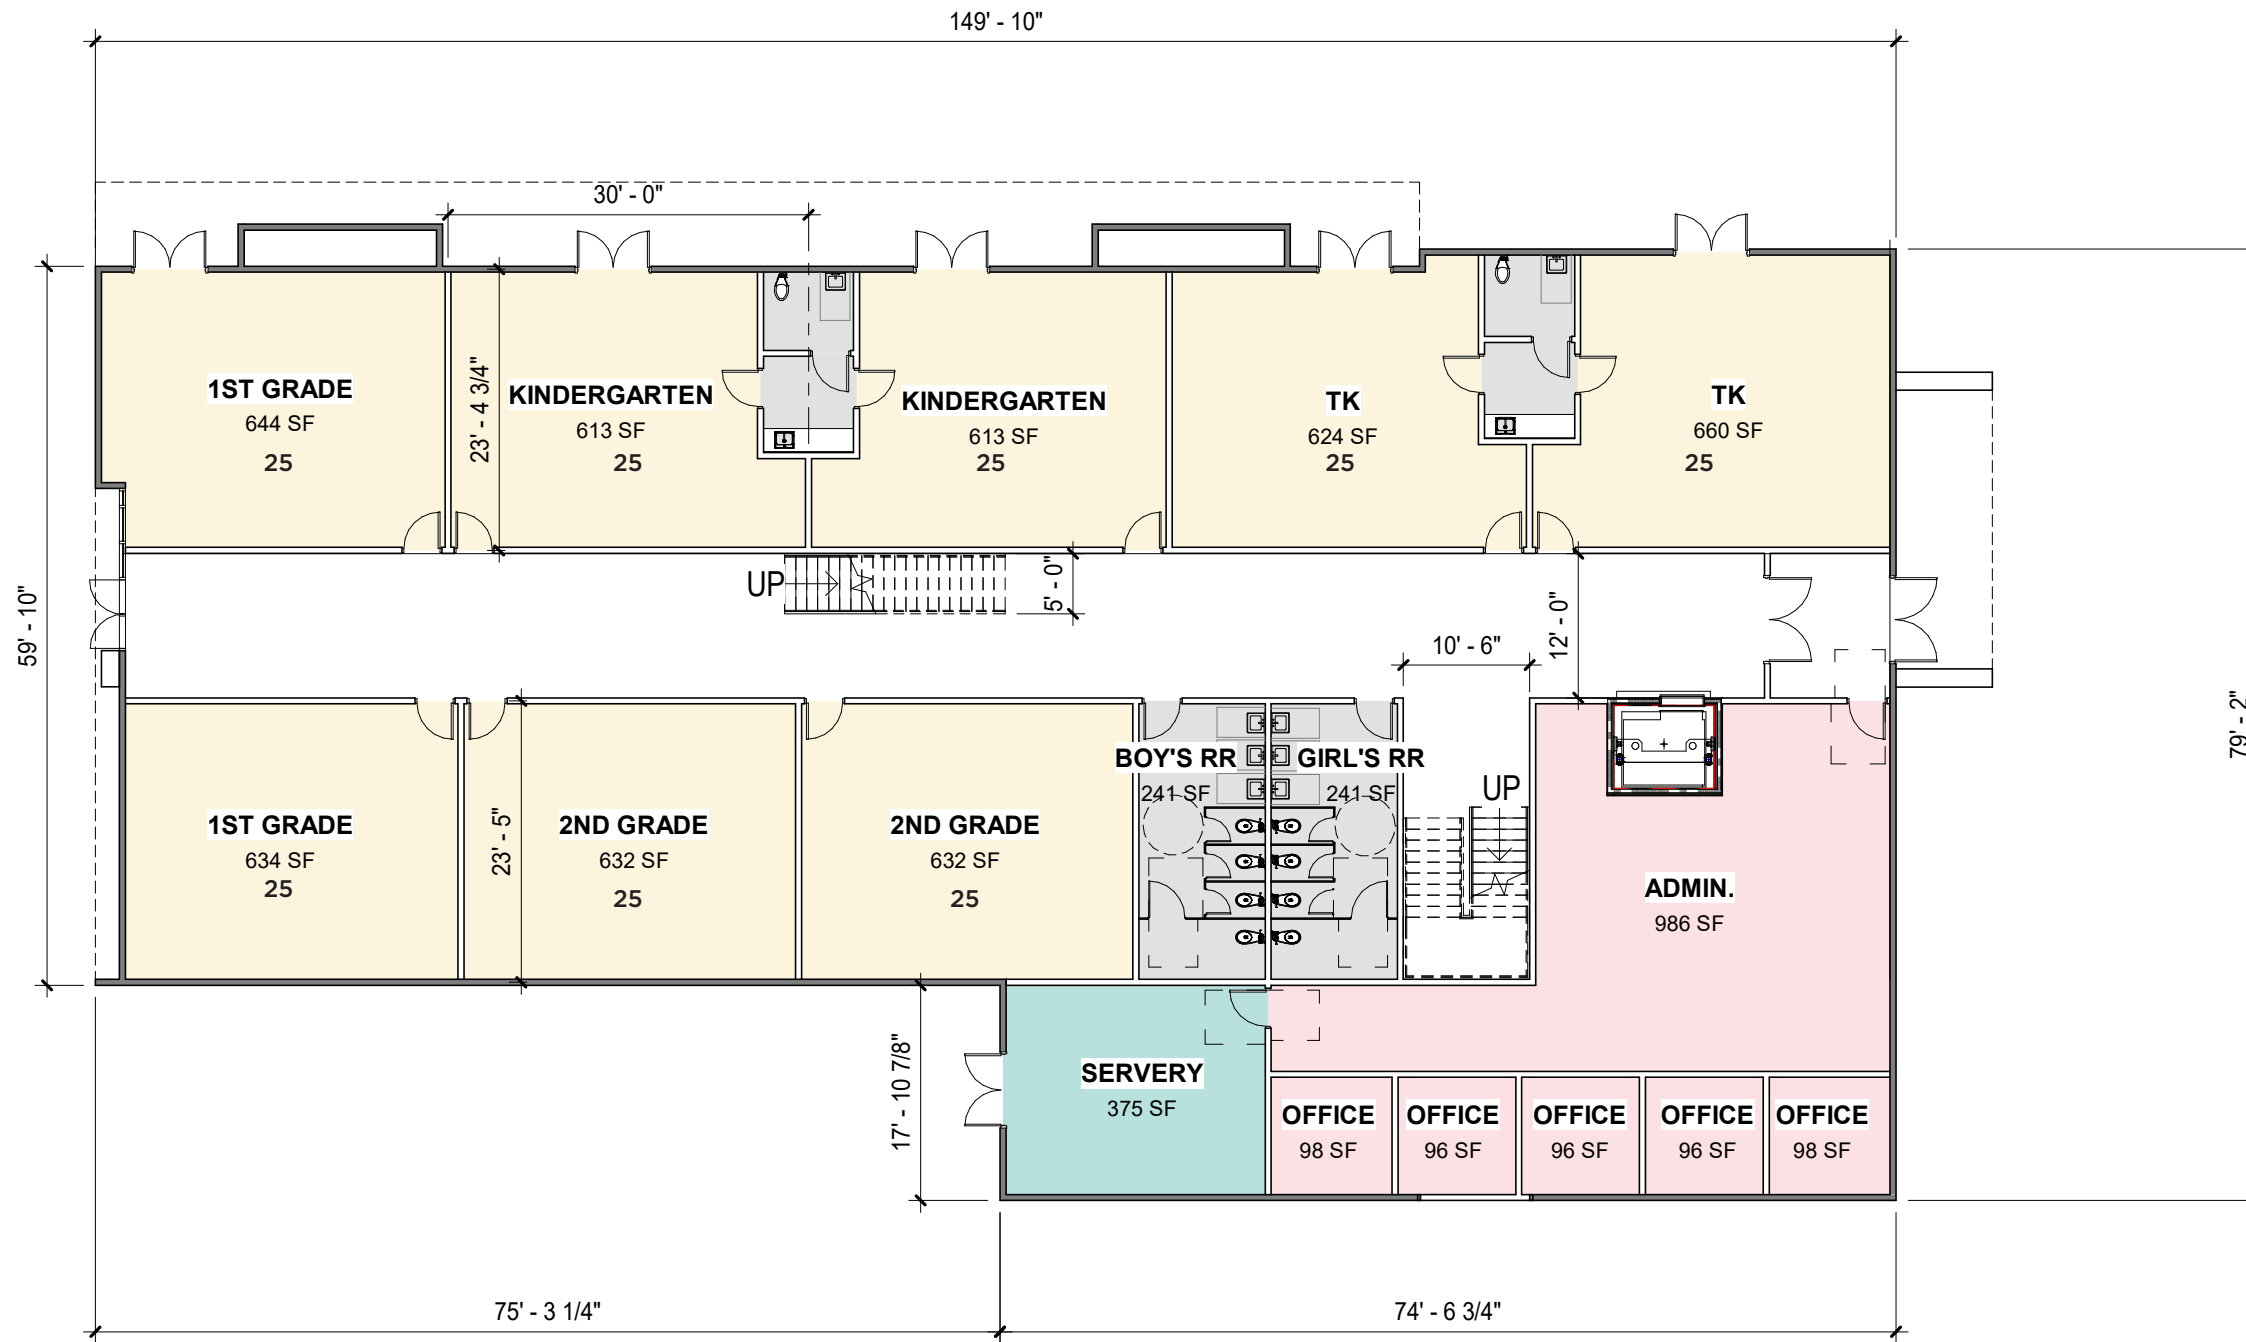 149' - 10"
30' - 0"
1ST GRADE
644 SF
25
23' - 4 3/4"
KINDERGARTEN
613 SF
25
KINDERGARTEN
613 SF
25
TK
624 SF
25
TK
660 SF
25
59' - 10"
UP
5' - 0"
10' - 6"
12' - 0"
79' - 2"
1ST GRADE
634 SF
25
23' - 5"
2ND GRADE
632 SF
25
2ND GRADE
632 SF
25
BOY'S RR
241 SF
GIRL'S RR
241 SF
UP
ADMIN.
986 SF
17' - 10 7/8"
SERVERY
375 SF
OFFICE
98 SF
OFFICE
96 SF
OFFICE
96 SF
OFFICE
96 SF
OFFICE
98 SF
75' - 3 1/4"
74' - 6 3/4"